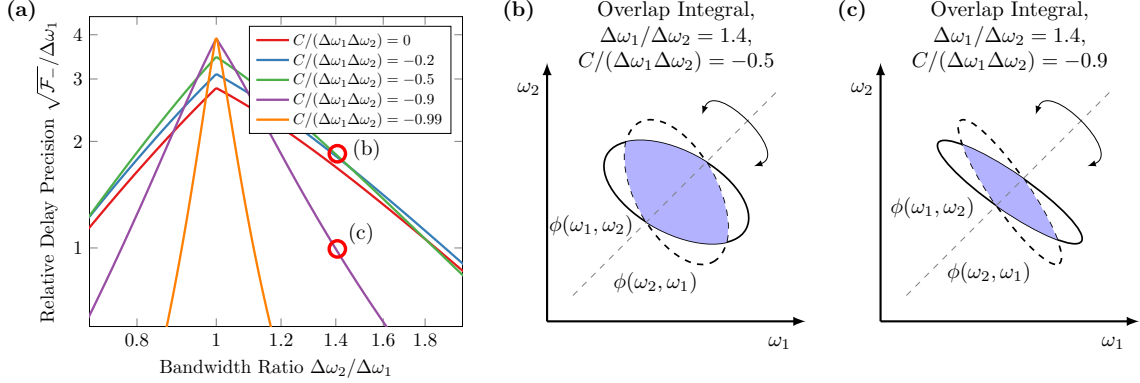 (a)
Relative Delay Precision √F₋/Δω₁
4
3
2
1
0.8
1
1.2
1.4
1.6
1.8
Bandwidth Ratio Δω₂/Δω₁
C/(Δω₁Δω₂) = 0
C/(Δω₁Δω₂) = −0.2
C/(Δω₁Δω₂) = −0.5
C/(Δω₁Δω₂) = −0.9
C/(Δω₁Δω₂) = −0.99
(b)
(c)
(b)
Overlap Integral,
Δω₁/Δω₂ = 1.4,
C/(Δω₁Δω₂) = −0.5
ω₂
ϕ(ω₁, ω₂)
ϕ(ω₂, ω₁)
ω₁
(c)
Overlap Integral,
Δω₁/Δω₂ = 1.4,
C/(Δω₁Δω₂) = −0.9
ω₂
ϕ(ω₁, ω₂)
ϕ(ω₂, ω₁)
ω₁